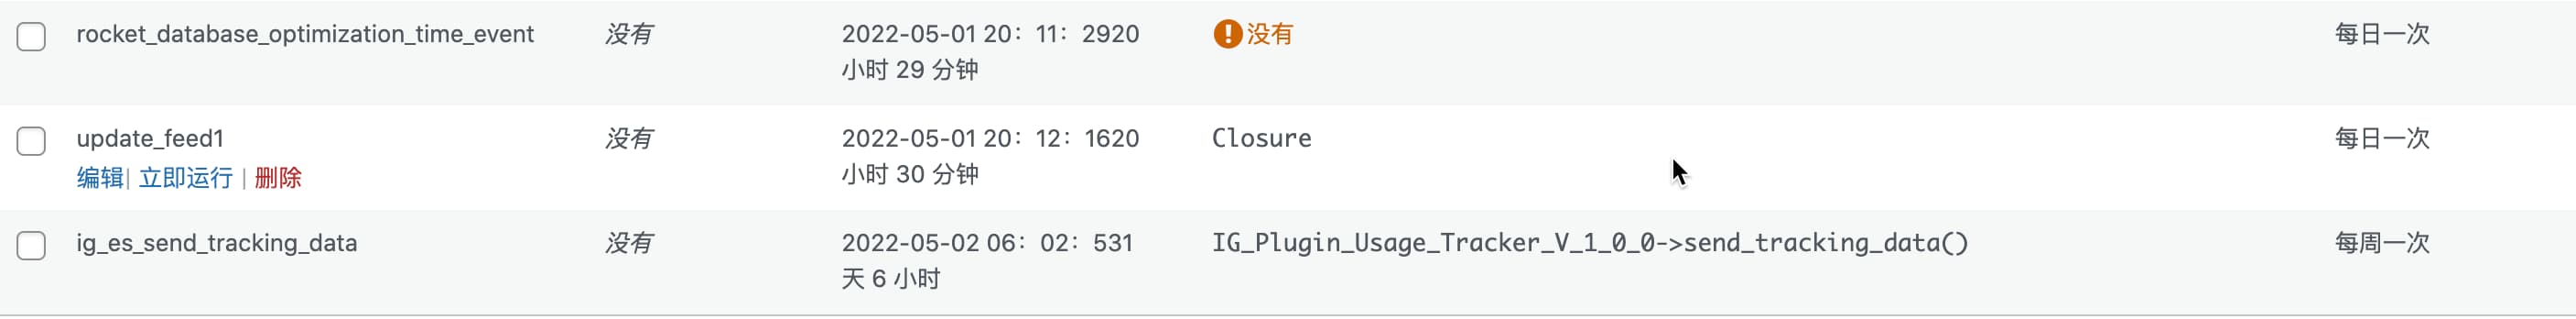 rocket_database_optimization_time_event 没有 2022-05-01 20：11：2920 没有 每日一次
小时 29 分钟
update_feed1 没有 2022-05-01 20：12：1620 Closure 每日一次
编辑| 立即运行 | 删除 小时 30 分钟
ig_es_send_tracking_data 没有 2022-05-02 06：02：531 IG_Plugin_Usage_Tracker_V_1_0_0->send_tracking_data() 每周一次
天 6 小时